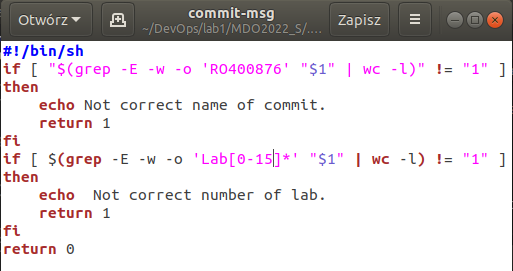 Otwórz
commit-msg
~/DevOps/lab1/MDO2022_S/...
Zapisz
#!/bin/sh
if [ "$(grep -E -w -o 'RO400876' "$1" | wc -l)" != "1" ]
then
    echo Not correct name of commit.
    return 1
fi
if [ $(grep -E -w -o 'Lab[0-15]*' "$1" | wc -l) != "1" ]
then
    echo  Not correct number of lab.
    return 1
fi
return 0